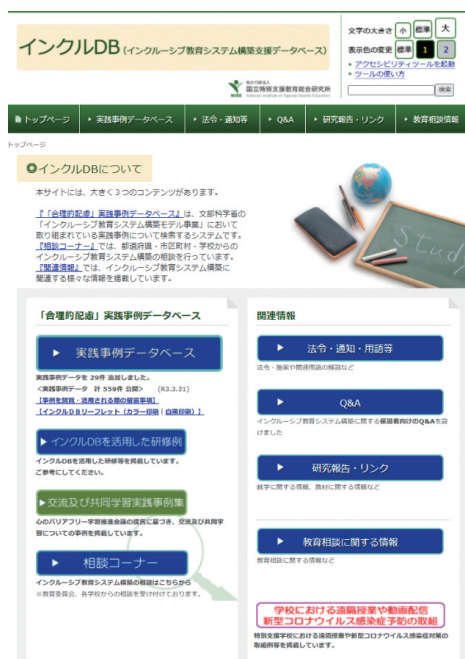 インクルDB（インクルーシブ教育システム構築支援データベース）
文字の大きさ 小 標準 大
表示色の変更 標準 1 2
アクセシビリティツールを起動
ツールの使い方
独立行政法人
国立特別支援教育総合研究所
National Institute of Special Needs Education
検索
トップページ
実践事例データベース
法令・通知等
Q&A
研究報告・リンク
教育相談情報
トップページ
インクルDBについて
本サイトには、大きく３つのコンテンツがあります。
『「合理的配慮」実践事例データベース』は、文部科学省の
「インクルーシブ教育システム構築モデル事業」において
取り組まれている実践事例について検索するシステムです。
『相談コーナー』では、都道府県・市区町村・学校からの
インクルーシブ教育システム構築の相談を行っています。
『関連情報』では、インクルーシブ教育システム構築に
関連する様々な情報を掲載しています。
Study
「合理的配慮」実践事例データベース
実践事例データベース
実践事例データを 29件 追加しました。
<実践事例データ 計 559件 公開> (R3.3.31)
【事例を閲覧・活用される際の留意事項】
【インクルDBリーフレット（カラー印刷｜白黒印刷）】
インクルDBを活用した研修例
インクルDBを活用した研修等を掲載しています。
ご参考にしてください。
交流及び共同学習実践事例集
心のバリアフリー学習推進会議の提言に基づき、交流及び共同学
習についての事例を掲載しています。
相談コーナー
インクルーシブ教育システム構築の相談はこちらから
※教育委員会、各学校からの相談を受け付けております。
関連情報
法令・通知・用語等
法令・施策や関連用語の解説など
Q&A
インクルーシブ教育システム構築に関する保護者向けのQ&Aを設
けました
研究報告・リンク
就学に関する情報、教材に関する情報など
教育相談に関する情報
教育相談に関する情報など
学校における遠隔授業や動画配信
新型コロナウイルス感染症予防の取組
特別支援学校における遠隔授業や新型コロナウイルス感染症対策の
取組例等を掲載しています。